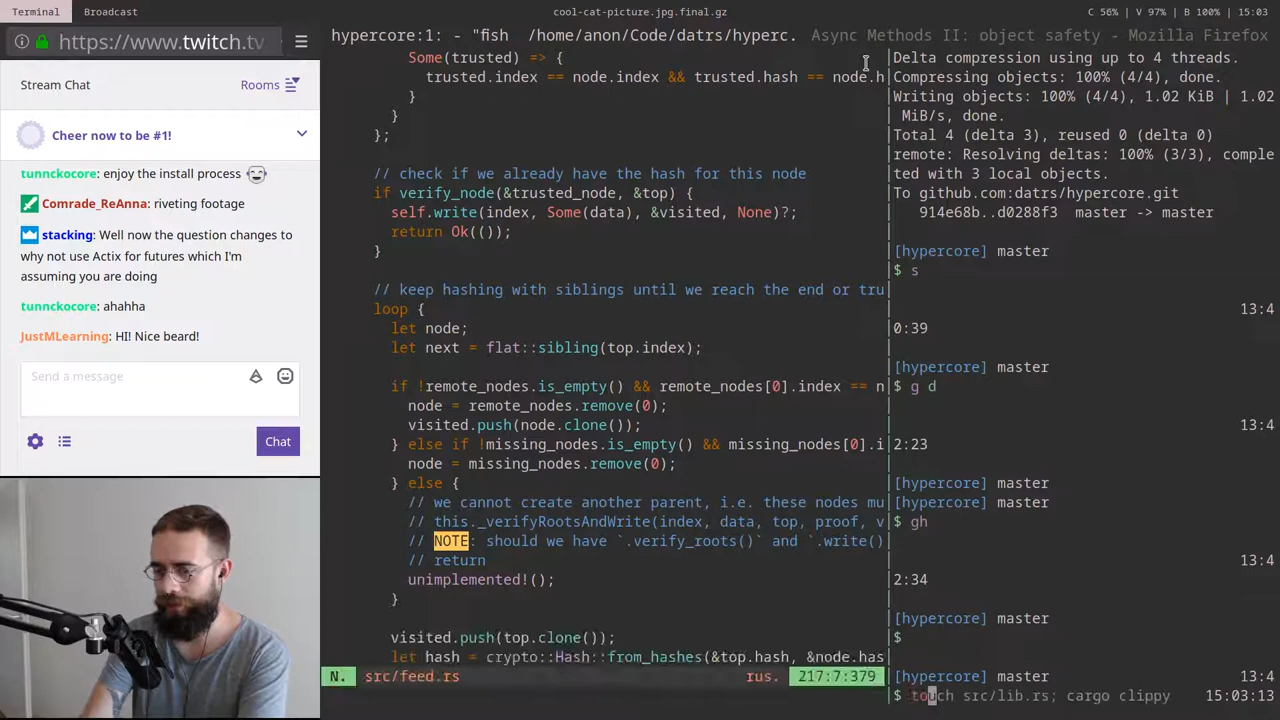 Terminal Broadcast
cool-cat-picture.jpg.final.gz
C 56% | V 97% | B 100% | 15:03
https://www.twitch.tv
hypercore:1: - "fish /home/anon/Code/datrs/hyperc.
Async Methods II: object safety - Mozilla Firefox
Stream Chat
Rooms
Cheer now to be #1!
tunnckocore: enjoy the install process
Comrade_ReAnna: riveting footage
stacking: Well now the question changes to
why not use Actix for futures which I'm
assuming you are doing
tunnckocore: ahahha
JustMLearning: HI! Nice beard!
Send a message
Chat
Some(trusted) => {
trusted.index == node.index && trusted.hash == node.h
}
}
};
// check if we already have the hash for this node
if verify_node(&trusted_node, &top) {
self.write(index, Some(data), &visited, None)?;
return Ok(());
}
// keep hashing with siblings until we reach the end or tru
loop {
let node;
let next = flat::sibling(top.index);
if !remote_nodes.is_empty() && remote_nodes[0].index == n
node = remote_nodes.remove(0);
visited.push(node.clone());
} else if !missing_nodes.is_empty() && missing_nodes[0].i
node = missing_nodes.remove(0);
} else {
// we cannot create another parent, i.e. these nodes mu
// this._verifyRootsAndWrite(index, data, top, proof, v
// NOTE: should we have `.verify_roots()` and `.write()
// return
unimplemented!();
}
visited.push(top.clone());
let hash = crypto::Hash::from_hashes(&top.hash, &node.has
N. src/feed.rs rus. 217:7:379
Delta compression using up to 4 threads.
Compressing objects: 100% (4/4), done.
Writing objects: 100% (4/4), 1.02 KiB | 1.02
MiB/s, done.
Total 4 (delta 3), reused 0 (delta 0)
remote: Resolving deltas: 100% (3/3), comple
ted with 3 local objects.
To github.com:datrs/hypercore.git
914e68b..d0288f3 master -> master
[hypercore] master
$ s
13:4
0:39
[hypercore] master
$ g d
13:4
2:23
[hypercore] master
[hypercore] master
$ gh
13:4
2:34
[hypercore] master
$
[hypercore] master 13:4
$ touch src/lib.rs; cargo clippy 15:03:13